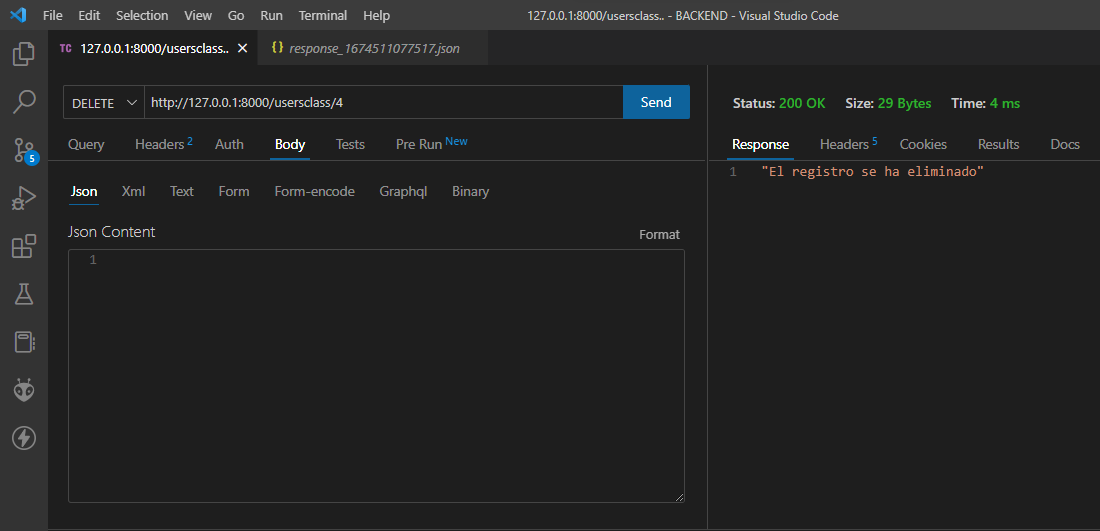 File Edit Selection View Go Run Terminal Help 127.0.0.1:8000/usersclass.. - BACKEND - Visual Studio Code
TC 127.0.0.1:8000/usersclass.. {} response_1674511077517.json
DELETE http://127.0.0.1:8000/usersclass/4 Send
Status: 200 OK Size: 29 Bytes Time: 4 ms
Query Headers 2 Auth Body Tests Pre Run New
Response Headers 5 Cookies Results Docs
1 "El registro se ha eliminado"
5
Json Xml Text Form Form-encode Graphql Binary
Json Content
Format
1